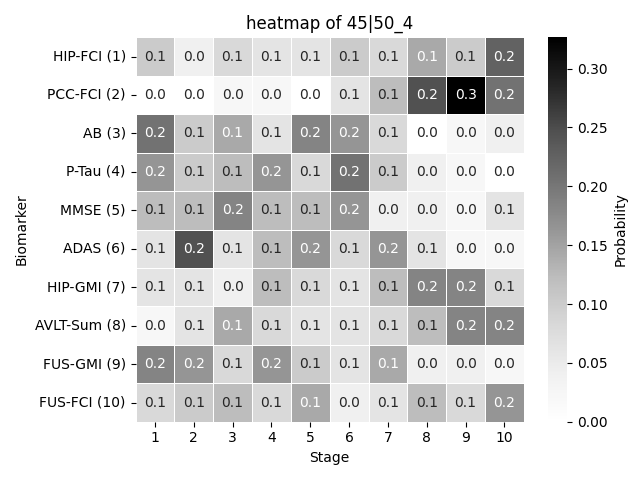 heatmap of 45|50_4
HIP-FCI (1) 0.1 0.0 0.1 0.1 0.1 0.1 0.1 0.1 0.1 0.2
PCC-FCI (2) 0.0 0.0 0.0 0.0 0.0 0.1 0.1 0.2 0.3 0.2
AB (3) 0.2 0.1 0.1 0.1 0.2 0.2 0.1 0.0 0.0 0.0
P-Tau (4) 0.2 0.1 0.1 0.2 0.1 0.2 0.1 0.0 0.0 0.0
MMSE (5) 0.1 0.1 0.2 0.1 0.1 0.2 0.0 0.0 0.0 0.1
ADAS (6) 0.1 0.2 0.1 0.1 0.2 0.1 0.2 0.1 0.0 0.0
HIP-GMI (7) 0.1 0.1 0.0 0.1 0.1 0.1 0.1 0.2 0.2 0.1
AVLT-Sum (8) 0.0 0.1 0.1 0.1 0.1 0.1 0.1 0.1 0.2 0.2
FUS-GMI (9) 0.2 0.2 0.1 0.2 0.1 0.1 0.1 0.0 0.0 0.0
FUS-FCI (10) 0.1 0.1 0.1 0.1 0.1 0.0 0.1 0.1 0.1 0.2
1 2 3 4 5 6 7 8 9 10
Stage
Biomarker
0.30
0.25
0.20
0.15
0.10
0.05
0.00
Probability